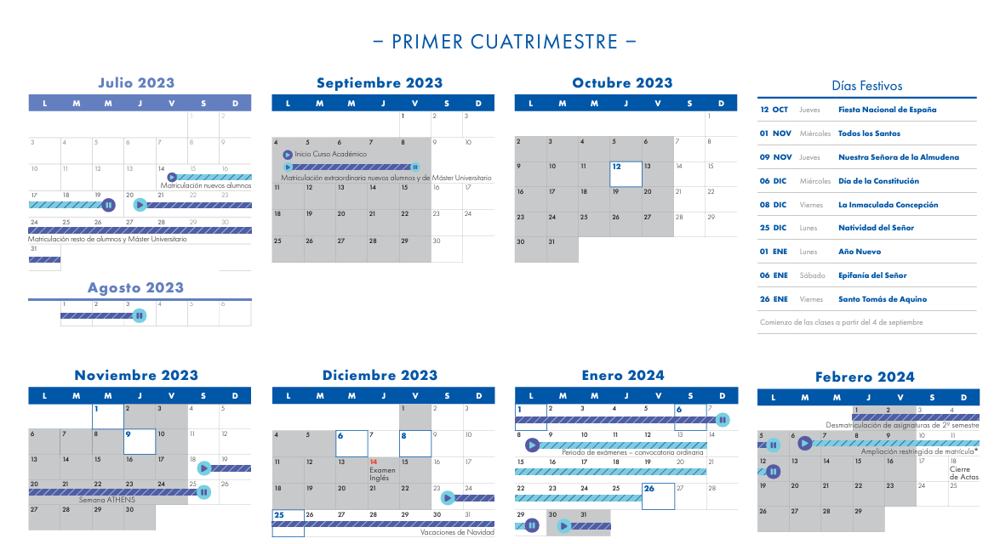 – PRIMER CUATRIMESTRE –
Julio 2023
L M M J V S D
1 2
3 4 5 6 7 8 9
10 11 12 13 14 15 16
Matriculación nuevos alumnos
17 18 19 20 21 22 23
24 25 26 27 28 29 30
Matriculación resto de alumnos y Máster Universitario
31
Agosto 2023
1 2 3 4 5 6
Septiembre 2023
L M M J V S D
1 2 3
4 5 6 7 8 9 10
Inicio Curso Académico
Matriculación extraordinaria nuevos alumnos y de Máster Universitario
11 12 13 14 15 16 17
18 19 20 21 22 23 24
25 26 27 28 29 30
Octubre 2023
L M M J V S D
1
2 3 4 5 6 7 8
9 10 11 12 13 14 15
16 17 18 19 20 21 22
23 24 25 26 27 28 29
30 31
Días Festivos
12 OCT Jueves Fiesta Nacional de España
01 NOV Miércoles Todos los Santos
09 NOV Jueves Nuestra Señora de la Almudena
06 DIC Miércoles Día de la Constitución
08 DIC Viernes La Inmaculada Concepción
25 DIC Lunes Natividad del Señor
01 ENE Lunes Año Nuevo
06 ENE Sábado Epifanía del Señor
26 ENE Viernes Santo Tomás de Aquino
Comienzo de las clases a partir del 4 de septiembre
Noviembre 2023
L M M J V S D
1 2 3 4 5
6 7 8 9 10 11 12
13 14 15 16 17 18 19
20 21 22 23 24 25 26
Semana ATHENS
27 28 29 30
Diciembre 2023
L M M J V S D
1 2 3
4 5 6 7 8 9 10
11 12 13 14 15 16 17
Examen
Inglés
18 19 20 21 22 23 24
25 26 27 28 29 30 31
Vacaciones de Navidad
Enero 2024
L M M J V S D
1 2 3 4 5 6 7
8 9 10 11 12 13 14
Periodo de exámenes – convocatoria ordinaria
15 16 17 18 19 20 21
22 23 24 25 26 27 28
29 30 31
Febrero 2024
L M M J V S D
1 2 3 4
Desmatriculación de asignaturas de 2º semestre
5 6 7 8 9 10 11
Ampliación restringida de matrícula*
12 13 14 15 16 17 18
Cierre
de Actas
19 20 21 22 23 24 25
26 27 28 29